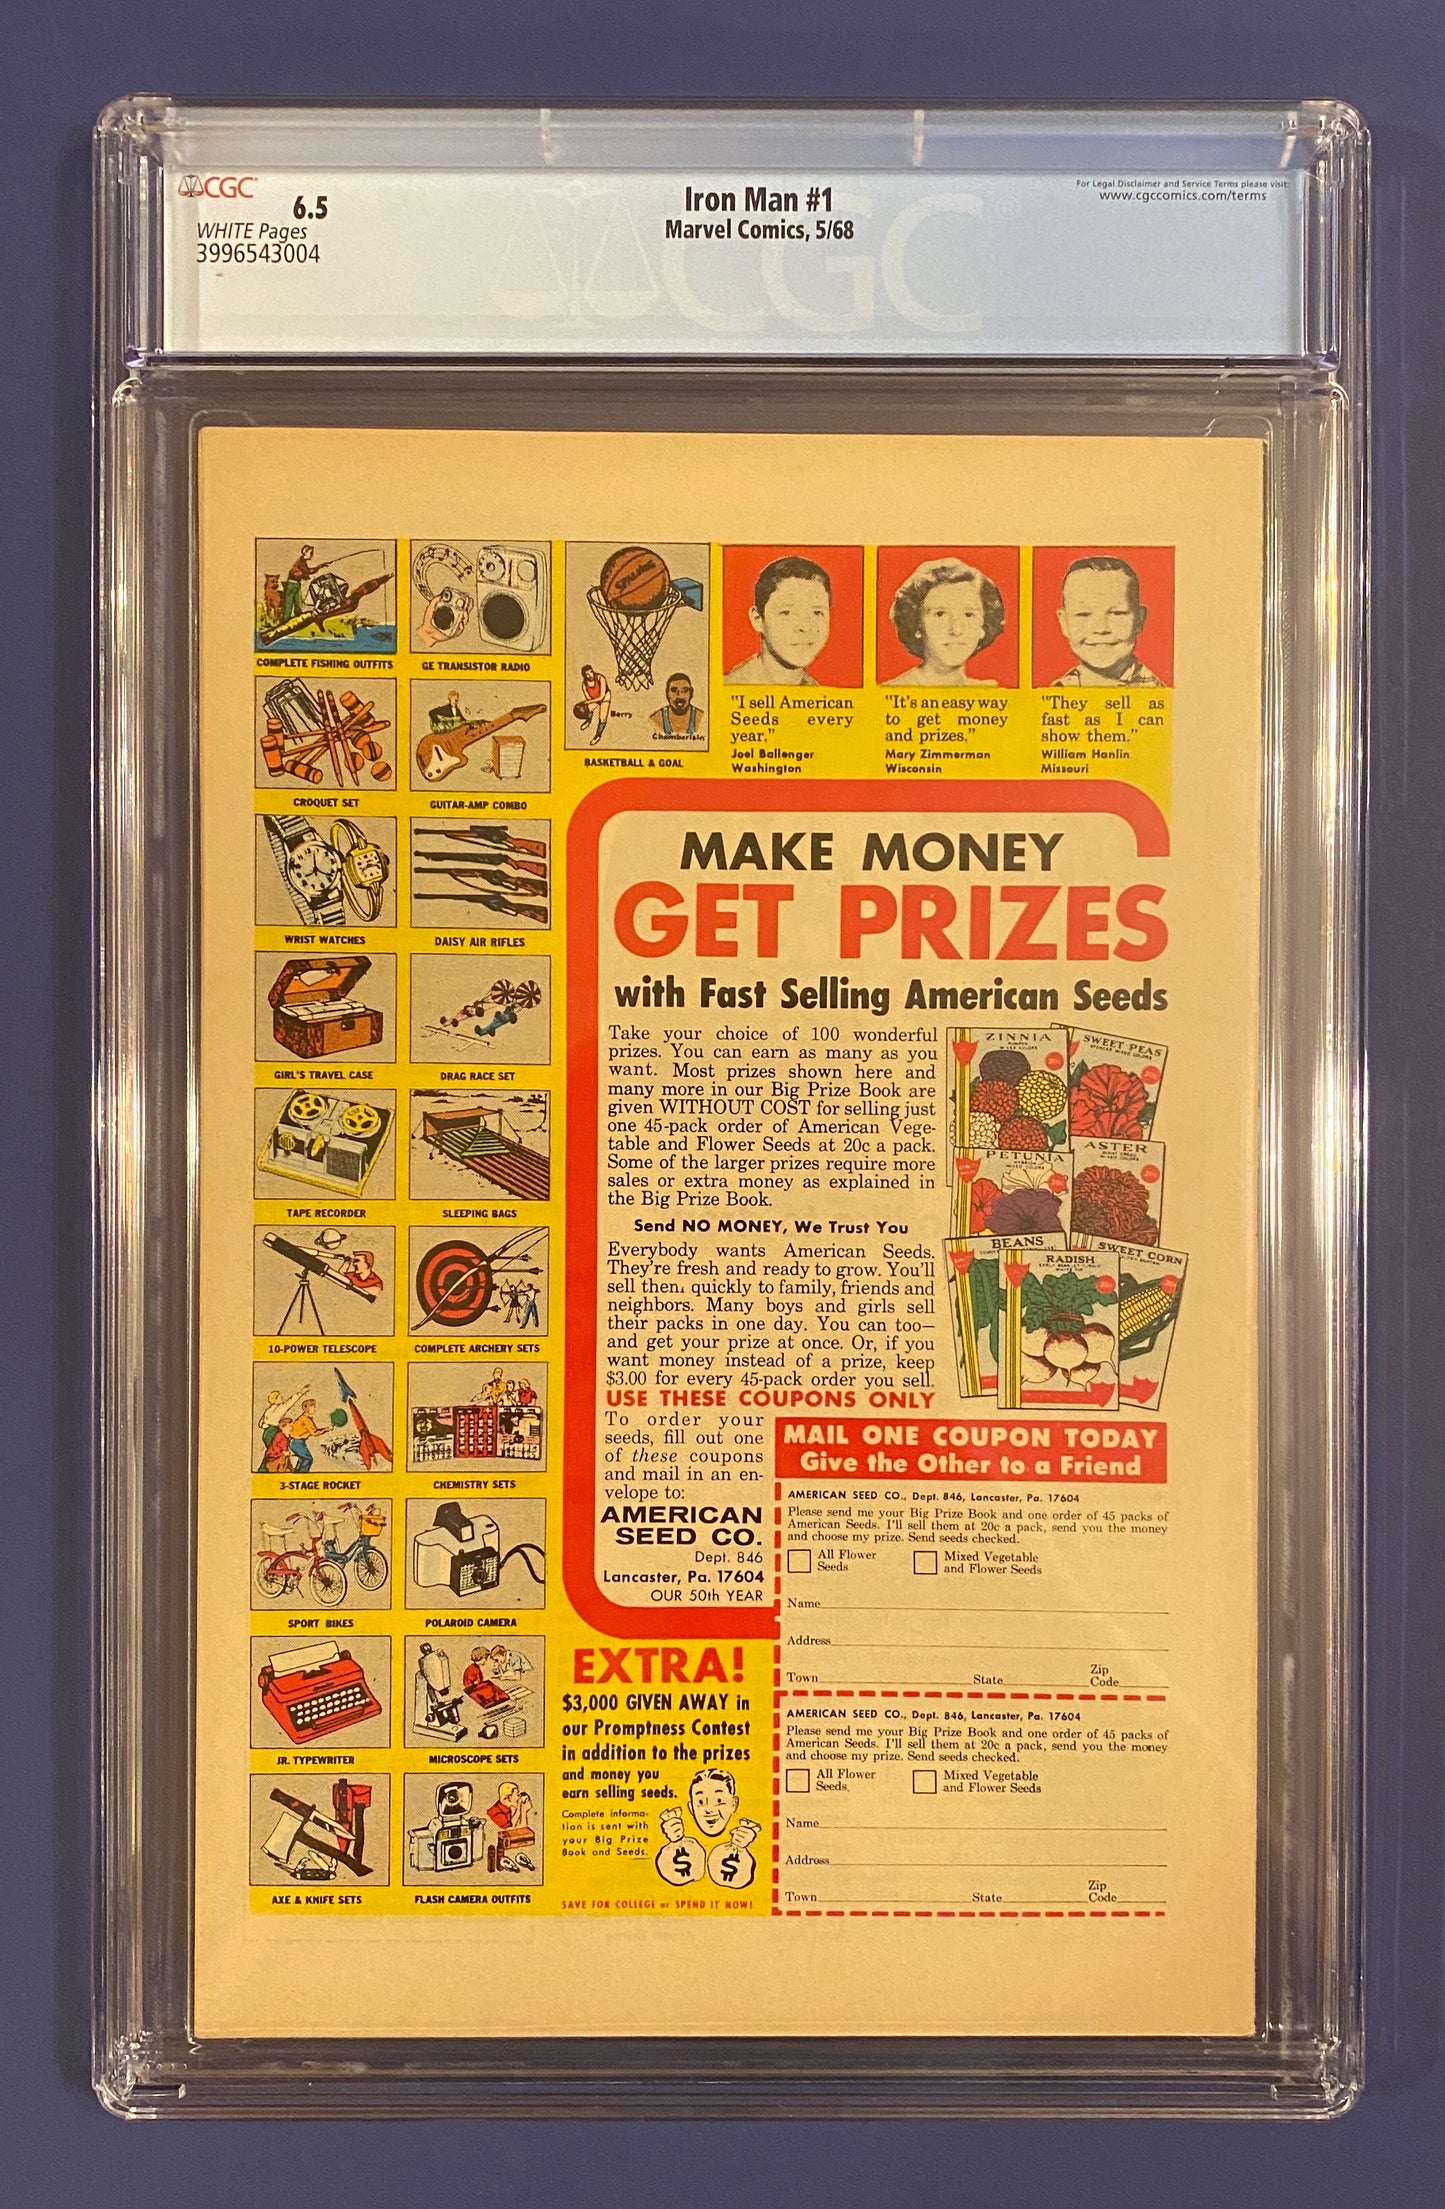 CGC
6.5
WHITE Pages
3996543004
Iron Man #1
Marvel Comics, 5/68
For Legal Disclaimer and Service Terms please visit:
www.cgccomics.com/terms
CGC
COMPLETE FISHING OUTFITS
GE TRANSISTOR RADIO
CROQUET SET
GUITAR-AMP COMBO
WRIST WATCHES
DAISY AIR RIFLES
GIRL'S TRAVEL CASE
DRAG RACE SET
TAPE RECORDER
SLEEPING BAGS
10-POWER TELESCOPE
COMPLETE ARCHERY SETS
3-STAGE ROCKET
CHEMISTRY SETS
SPORT BIKES
POLAROID CAMERA
JR. TYPEWRITER
MICROSCOPE SETS
AXE & KNIFE SETS
FLASH CAMERA OUTFITS
SPALDING
Barry
Chamberlain
BASKETBALL & GOAL
"I sell American
Seeds every
year."
Joel Ballenger
Washington
"It's an easy way
to get money
and prizes."
Mary Zimmerman
Wisconsin
"They sell as
fast as I can
show them."
William Hanlin
Missouri
MAKE MONEY
GET PRIZES
with Fast Selling American Seeds
Take your choice of 100 wonderful
prizes. You can earn as many as you
want. Most prizes shown here and
many more in our Big Prize Book are
given WITHOUT COST for selling just
one 45-pack order of American Vege-
table and Flower Seeds at 20c a pack.
Some of the larger prizes require more
sales or extra money as explained in
the Big Prize Book.
Send NO MONEY, We Trust You
Everybody wants American Seeds.
They're fresh and ready to grow. You'll
sell them quickly to family, friends and
neighbors. Many boys and girls sell
their packs in one day. You can too—
and get your prize at once. Or, if you
want money instead of a prize, keep
$3.00 for every 45-pack order you sell.
USE THESE COUPONS ONLY
To order your
seeds, fill out one
of these coupons
and mail in an en-
velope to:
AMERICAN
SEED CO.
Dept. 846
Lancaster, Pa. 17604
OUR 50th YEAR
ZINNIA
SWEET PEAS
PETUNIA
ASTER
BEANS
RADISH
SWEET CORN
MAIL ONE COUPON TODAY
Give the Other to a Friend
AMERICAN SEED CO., Dept. 846, Lancaster, Pa. 17604
Please send me your Big Prize Book and one order of 45 packs of
American Seeds. I'll sell them at 20c a pack, send you the money
and choose my prize. Send seeds checked.
All Flower
Seeds
Mixed Vegetable
and Flower Seeds
Name
Address
Town State Zip
Code
AMERICAN SEED CO., Dept. 846, Lancaster, Pa. 17604
Please send me your Big Prize Book and one order of 45 packs of
American Seeds. I'll sell them at 20c a pack, send you the money
and choose my prize. Send seeds checked.
All Flower
Seeds
Mixed Vegetable
and Flower Seeds
Name
Address
Town State Zip
Code
EXTRA!
$3,000 GIVEN AWAY in
our Promptness Contest
in addition to the prizes
and money you
earn selling seeds.
Complete informa-
tion is sent with
your Big Prize
Book and Seeds.
$ $
SAVE FOR COLLEGE or SPEND IT NOW!